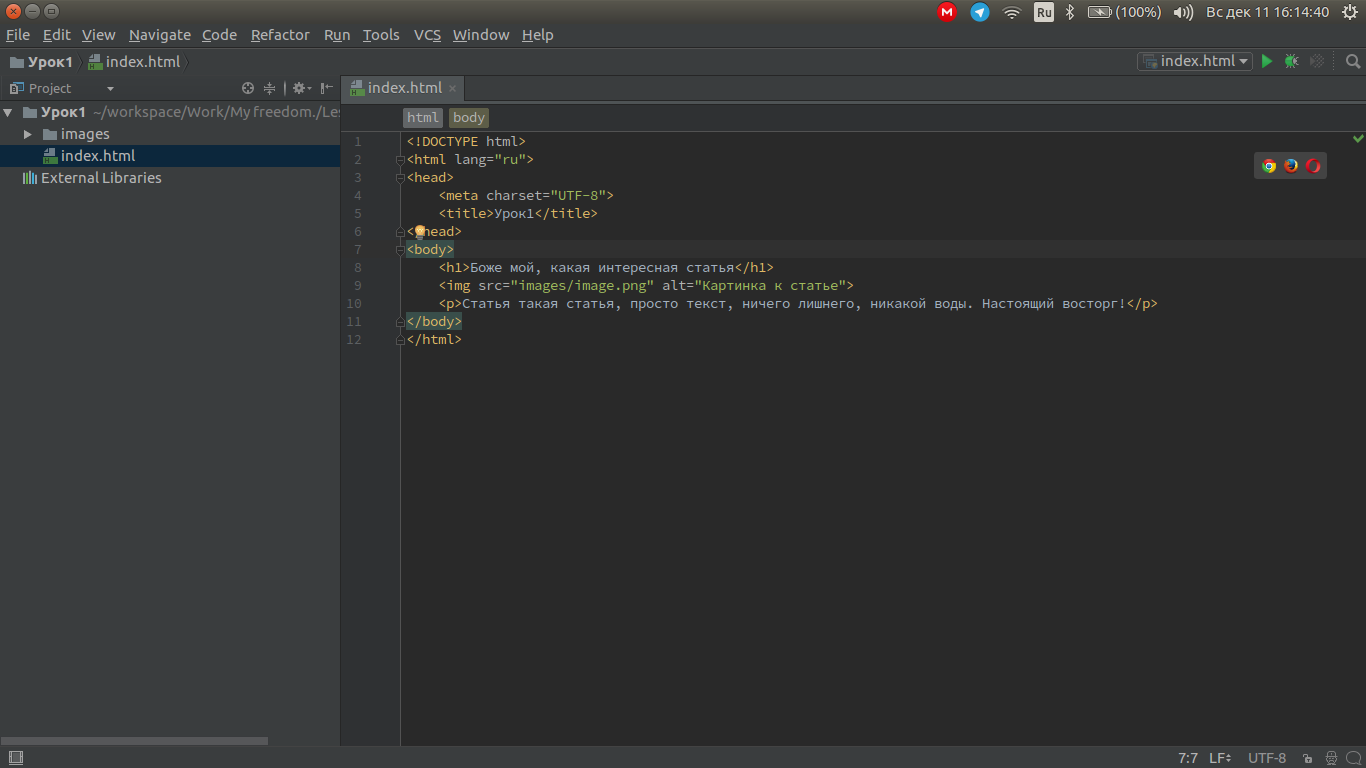 Ru (100%) Вс дек 11 16:14:40
File Edit View Navigate Code Refactor Run Tools VCS Window Help
Урок1 index.html index.html
Project index.html
Урок1 ~/workspace/Work/My freedom./Le
images
index.html
External Libraries
html body
1 <!DOCTYPE html>
2 <html lang="ru">
3 <head>
4 <meta charset="UTF-8">
5 <title>Урок1</title>
6 </head>
7 <body>
8 <h1>Боже мой, какая интересная статья</h1>
9 <img src="images/image.png" alt="Картинка к статье">
10 <p>Статья такая статья, просто текст, ничего лишнего, никакой воды. Настоящий восторг!</p>
11 </body>
12 </html>
7:7 LF UTF-8